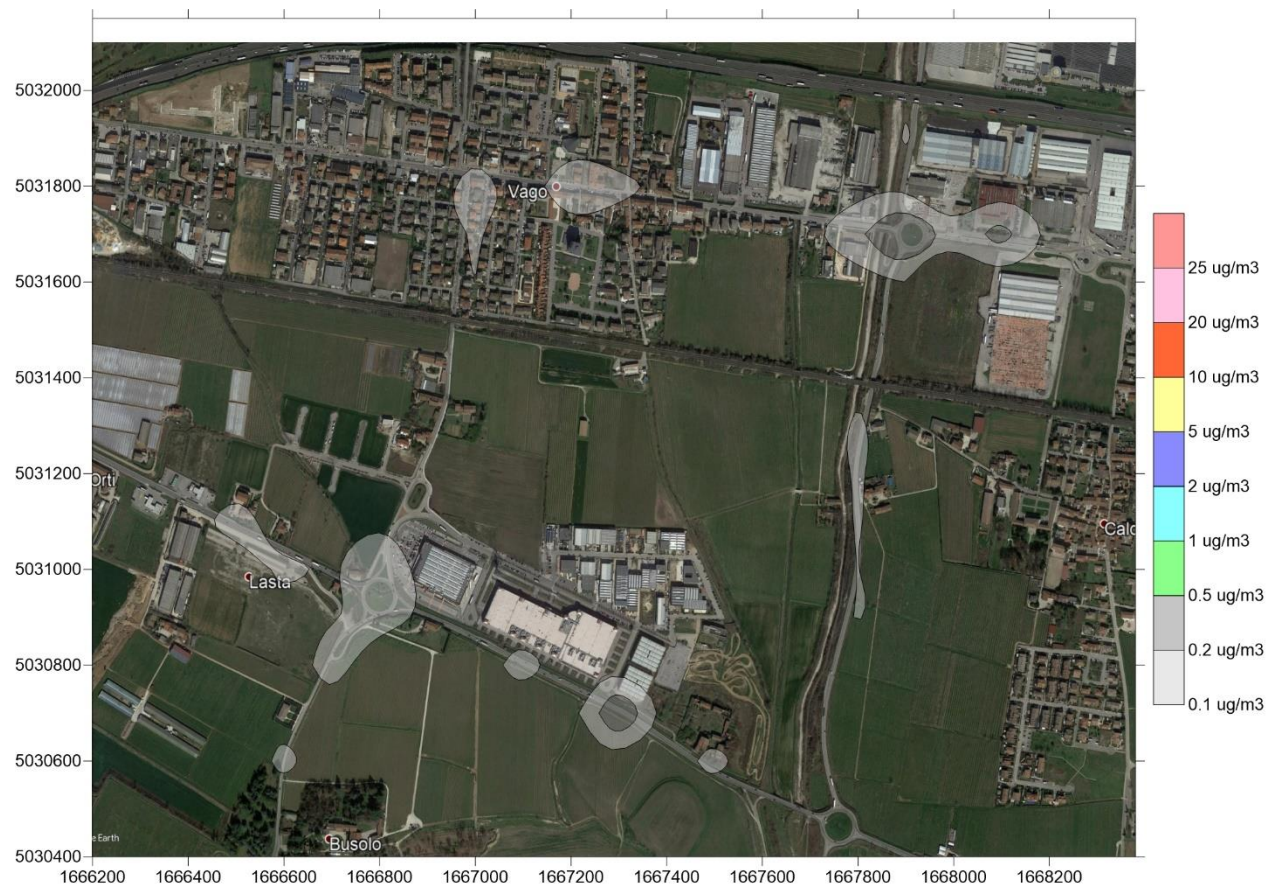 5032000
5031800
5031600
5031400
5031200
5031000
5030800
5030600
5030400
Vago
Orti
Lasta
Busolo
Calc
e Earth
25 ug/m3
20 ug/m3
10 ug/m3
5 ug/m3
2 ug/m3
1 ug/m3
0.5 ug/m3
0.2 ug/m3
0.1 ug/m3
1666200 1666400 1666600 1666800 1667000 1667200 1667400 1667600 1667800 1668000 1668200